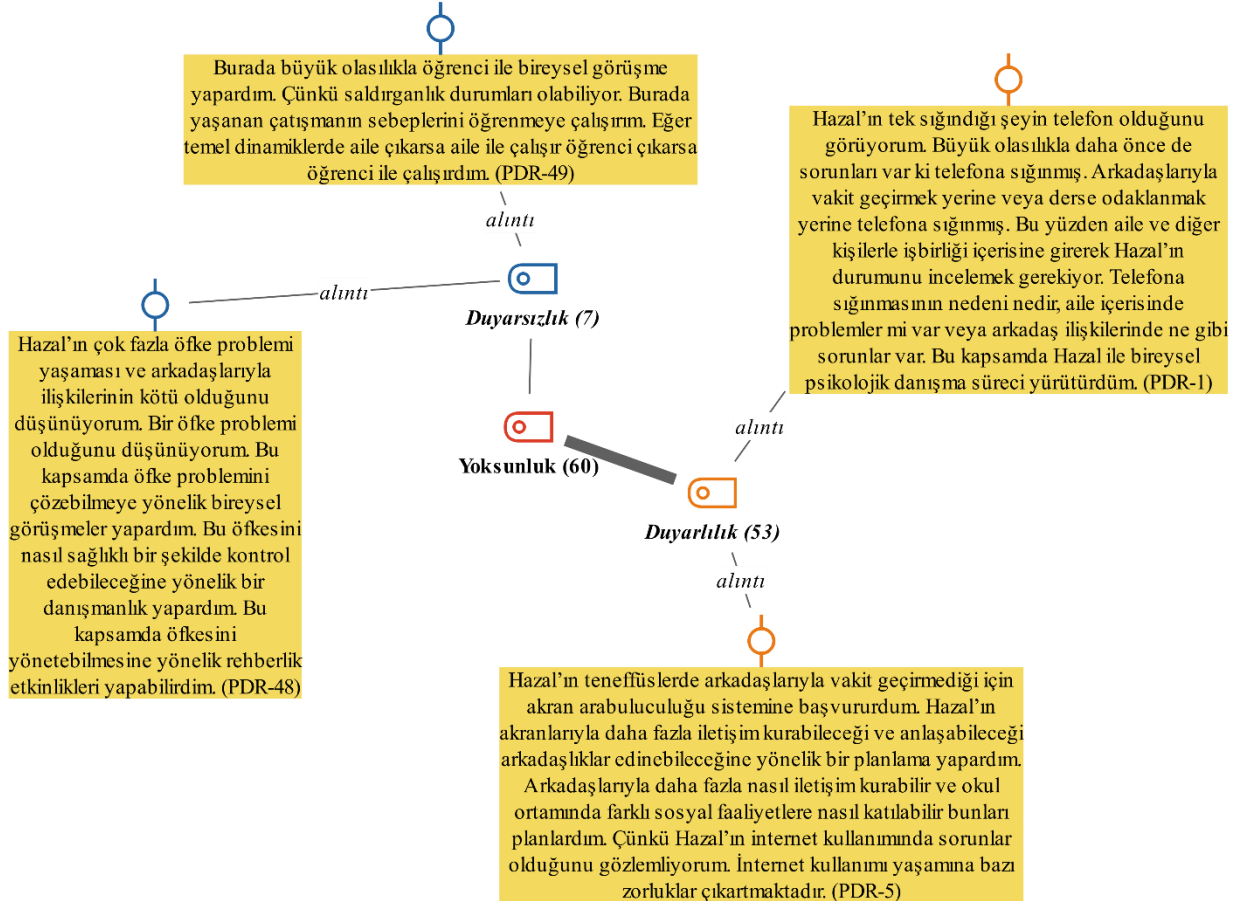 Burada büyük olasılıkla öğrenci ile bireysel görüşme
yapardım. Çünkü saldırganlık durumları olabiliyor. Burada
yaşanan çatışmanın sebeplerini öğrenmeye çalışırım. Eğer
temel dinamiklerde aile çıkarsa aile ile çalışır öğrenci çıkarsa
öğrenci ile çalışırdım. (PDR-49)
Hazal’ın tek sığındığı şeyin telefon olduğunu
görüyorum. Büyük olasılıkla daha önce de
sorunları var ki telefona sığınmış. Arkadaşlarıyla
vakit geçirmek yerine veya derse odaklanmak
yerine telefona sığınmış. Bu yüzden aile ve diğer
kişilerle işbirliği içerisine girerek Hazal’ın
durumunu incelemek gerekiyor. Telefona
sığınmasının nedeni nedir, aile içerisinde
problemler mi var veya arkadaş ilişkilerinde ne gibi
sorunlar var. Bu kapsamda Hazal ile bireysel
psikolojik danışma süreci yürütürdüm. (PDR-1)
alıntı
alıntı
Duyarsızlık (7)
Hazal’ın çok fazla öfke problemi
yaşaması ve arkadaşlarıyla
ilişkilerinin kötü olduğunu
düşünüyorum. Bir öfke problemi
olduğunu düşünüyorum. Bu
kapsamda öfke problemini
çözebilmeye yönelik bireysel
görüşmeler yapardım. Bu öfkesini
nasıl sağlıklı bir şekilde kontrol
edebileceğine yönelik bir
danışmanlık yapardım. Bu
kapsamda öfkesini
yönetebilmesine yönelik rehberlik
etkinlikleri yapabilirdim. (PDR-48)
Yoksunluk (60)
alıntı
Duyarlılık (53)
alıntı
Hazal’ın teneffüslerde arkadaşlarıyla vakit geçirmediği için
akran arabuluculuğu sistemine başvururdum. Hazal’ın
akranlarıyla daha fazla iletişim kurabileceği ve anlaşabileceği
arkadaşlıklar edinebileceğine yönelik bir planlama yapardım.
Arkadaşlarıyla daha fazla nasıl iletişim kurabilir ve okul
ortamında farklı sosyal faaliyetlere nasıl katılabilir bunları
planlardım. Çünkü Hazal’ın internet kullanımında sorunlar
olduğunu gözlemliyorum. İnternet kullanımı yaşamına bazı
zorluklar çıkartmaktadır. (PDR-5)